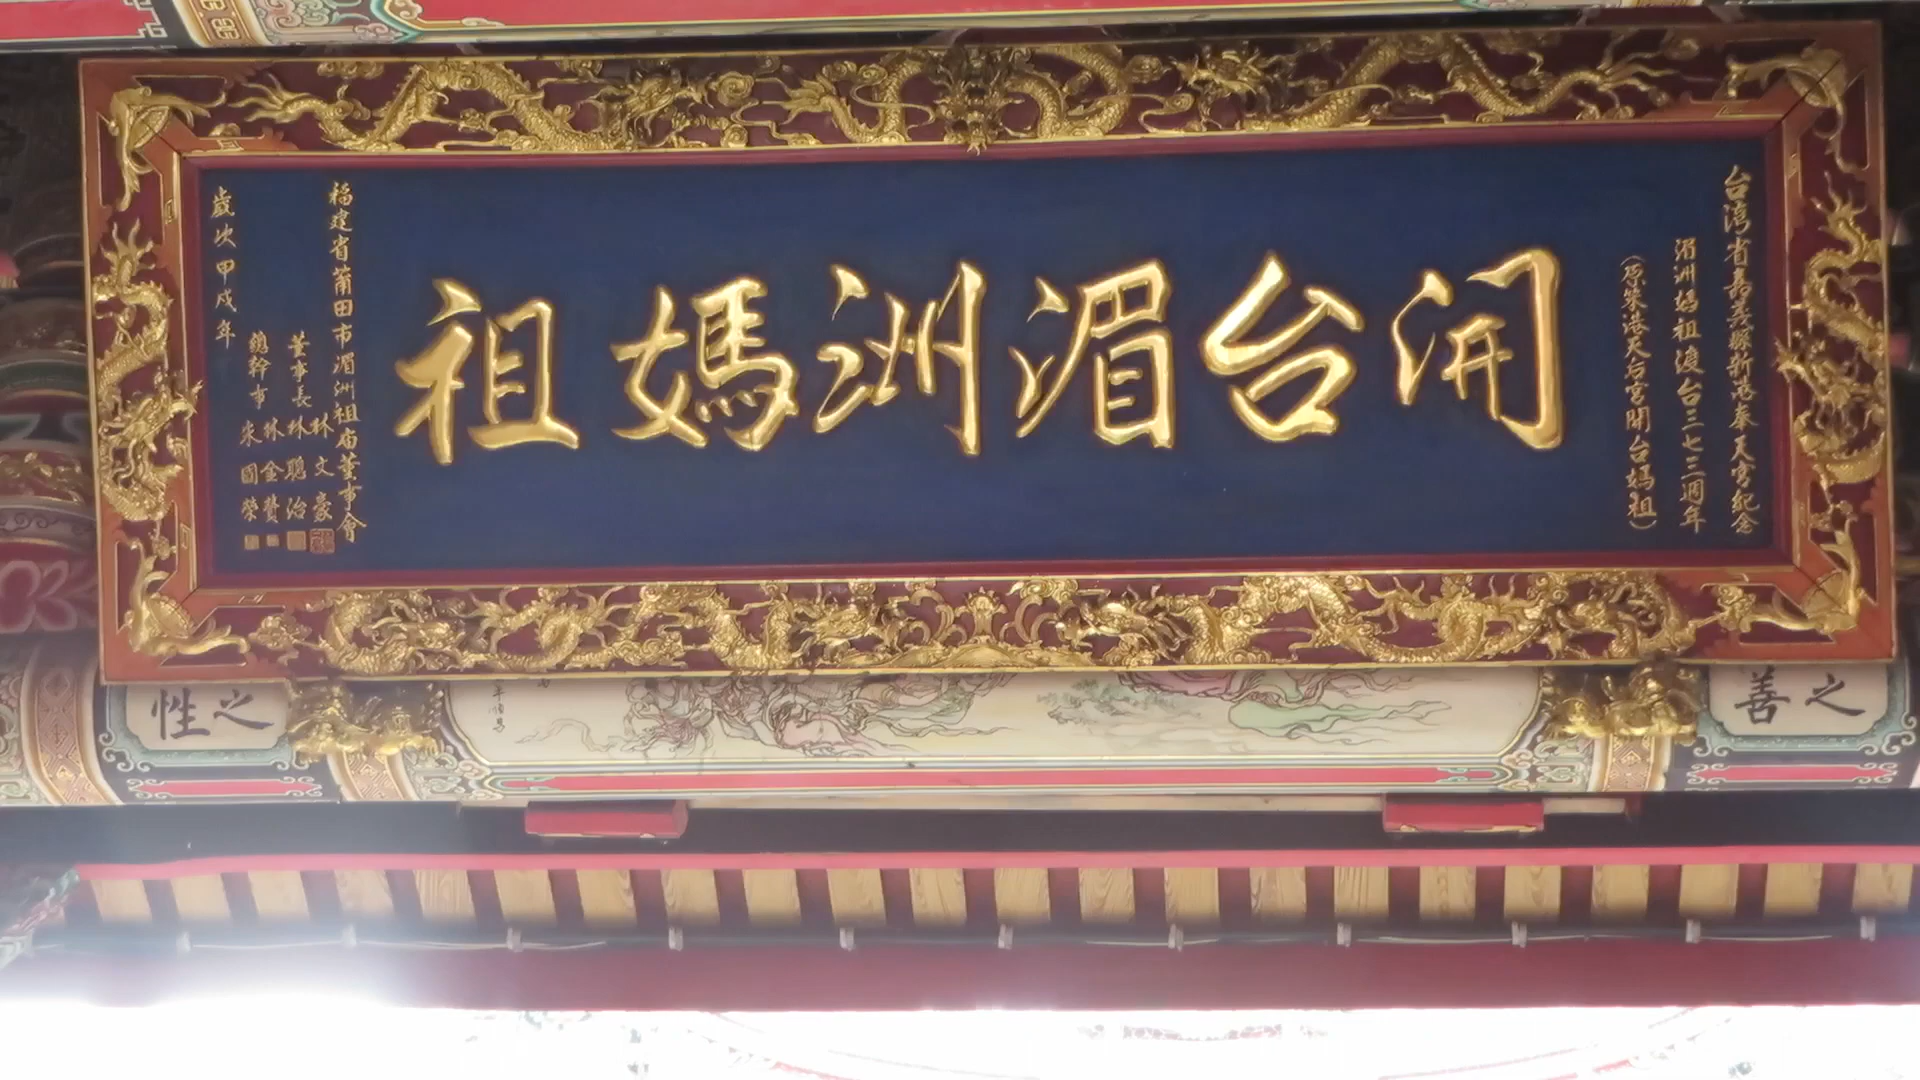 台湾省嘉義縣新港奉天宮紀念
湄洲媽祖渡台三七三週年
(原笨港天后宮開台媽祖)
開台湄洲媽祖
福建省莆田市湄洲祖廟董事會
林文豪
董事長 林聰治
林金贊
總幹事 朱國榮
歲次甲戌年
之善
之性